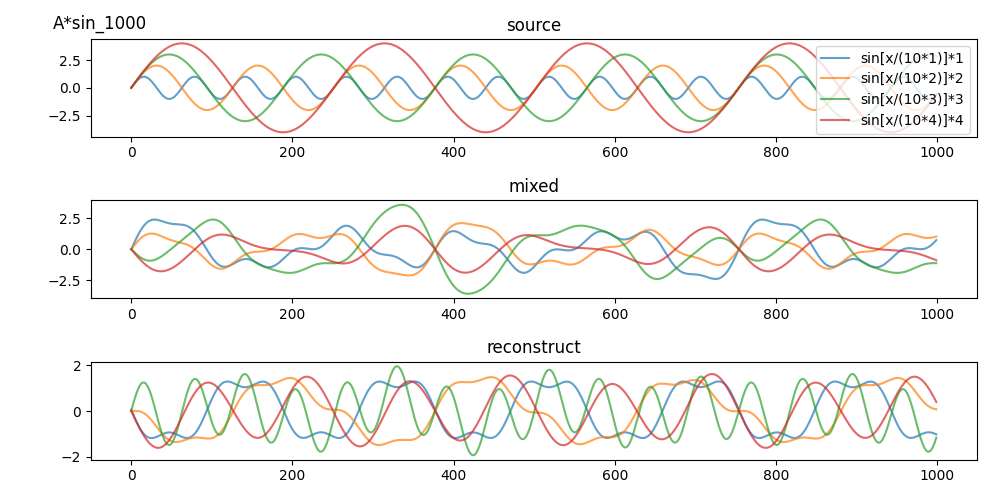 A*sin_1000
source
2.5
0.0
−2.5
sin[x/(10*1)]*1
sin[x/(10*2)]*2
sin[x/(10*3)]*3
sin[x/(10*4)]*4
0 200 400 600 800 1000
mixed
2.5
0.0
−2.5
0 200 400 600 800 1000
reconstruct
2
0
−2
0 200 400 600 800 1000